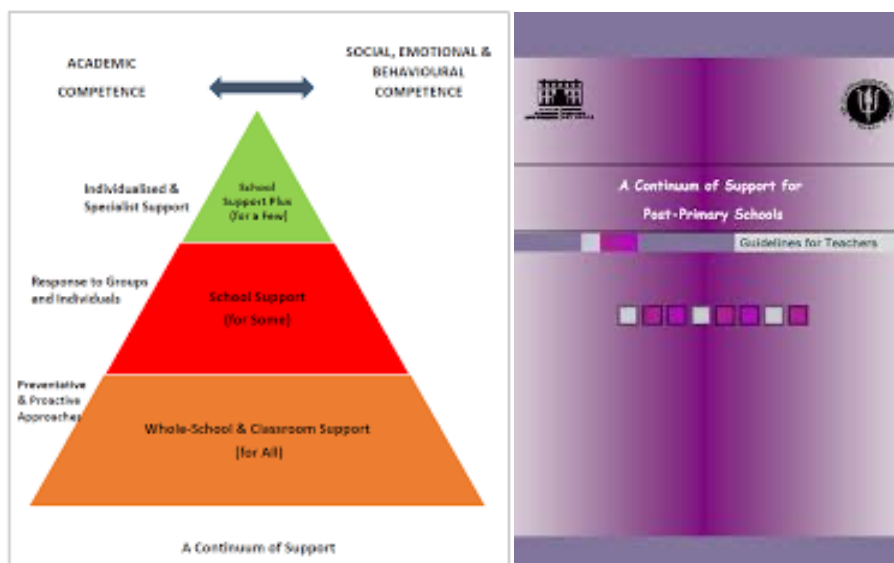 ACADEMIC
COMPETENCE
SOCIAL, EMOTIONAL &
BEHAVIOURAL
COMPETENCE
Individualised &
Specialist Support
School
Support Plus
(for a Few)
Response to Groups
and Individuals
School Support
(for Some)
Preventative
& Proactive
Approaches
Whole-School & Classroom Support
(for All)
A Continuum of Support
A Continuum of Support for
Post-Primary Schools
Guidelines for Teachers